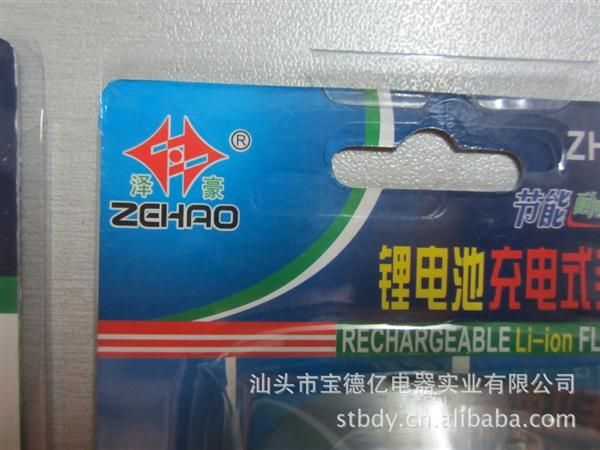 ®
泽豪
ZEHAO
ZH
节能
锂电池充电式
RECHARGEABLE Li-ion FL
汕头市宝德亿电器实业有限公司
stbdy.cn.alibaba.com